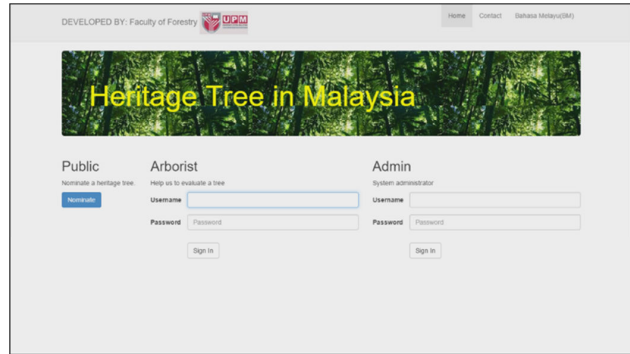 DEVELOPED BY: Faculty of Forestry UPM
Home Contact Bahasa Melayu(BM)
Heritage Tree in Malaysia
Public
Nominate a heritage tree.
Nominate
Arborist
Help us to evaluate a tree
Username
Password Password
Sign In
Admin
System administrator
Username
Password Password
Sign In